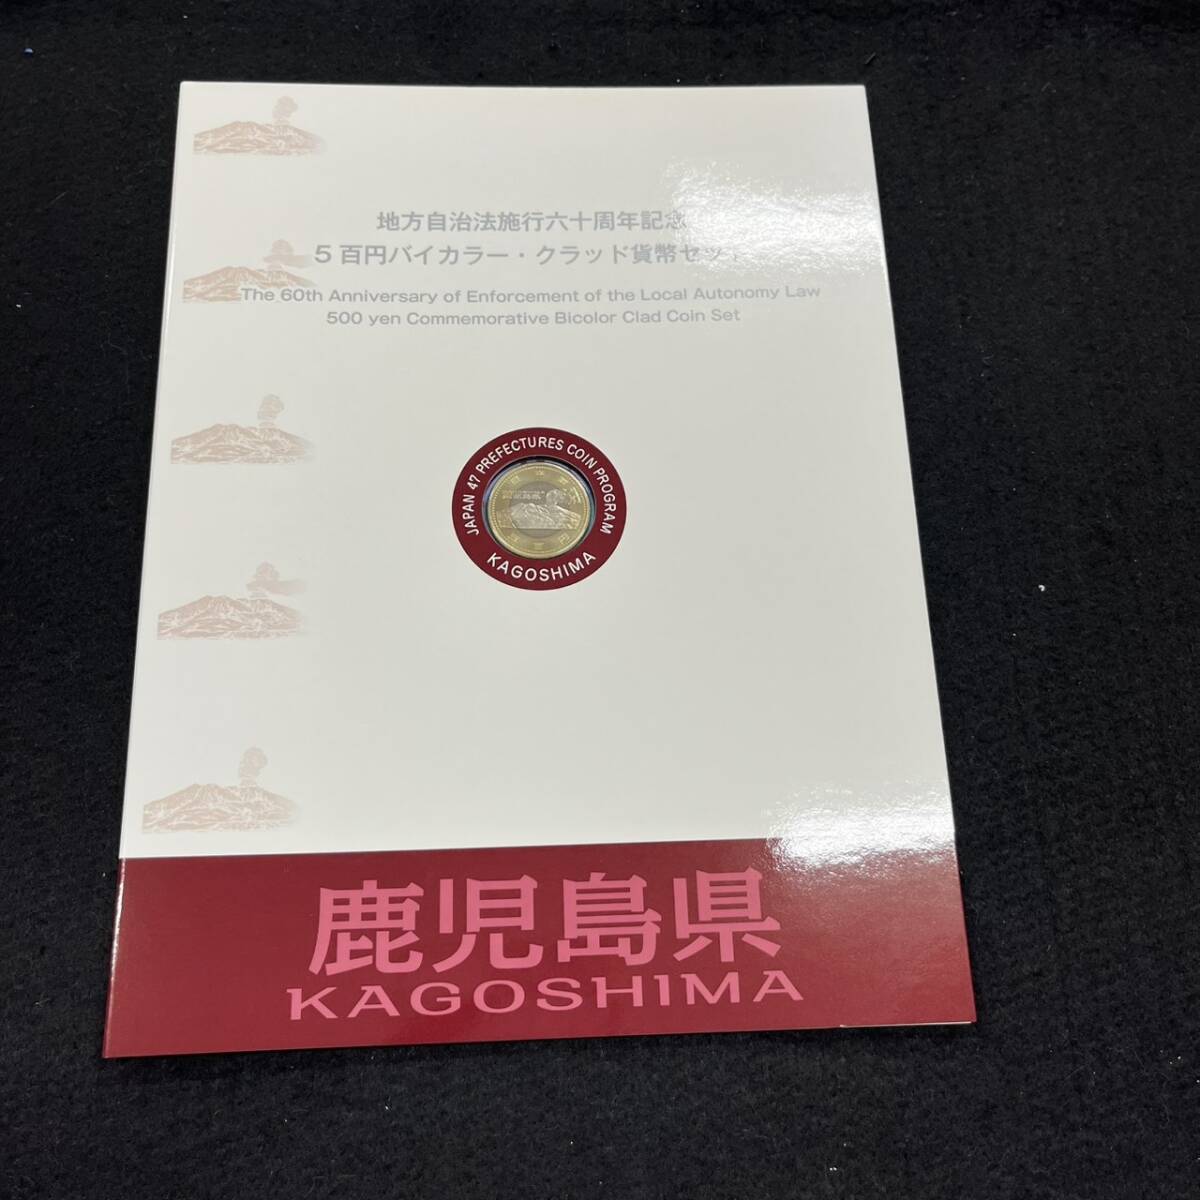 地方自治法施行六十周年記念
5百円バイカラー・クラッド貨幣セット
The 60th Anniversary of Enforcement of the Local Autonomy Law
500 yen Commemorative Bicolor Clad Coin Set
JAPAN 47 PREFECTURES COIN PROGRAM
KAGOSHIMA
鹿児島県
KAGOSHIMA